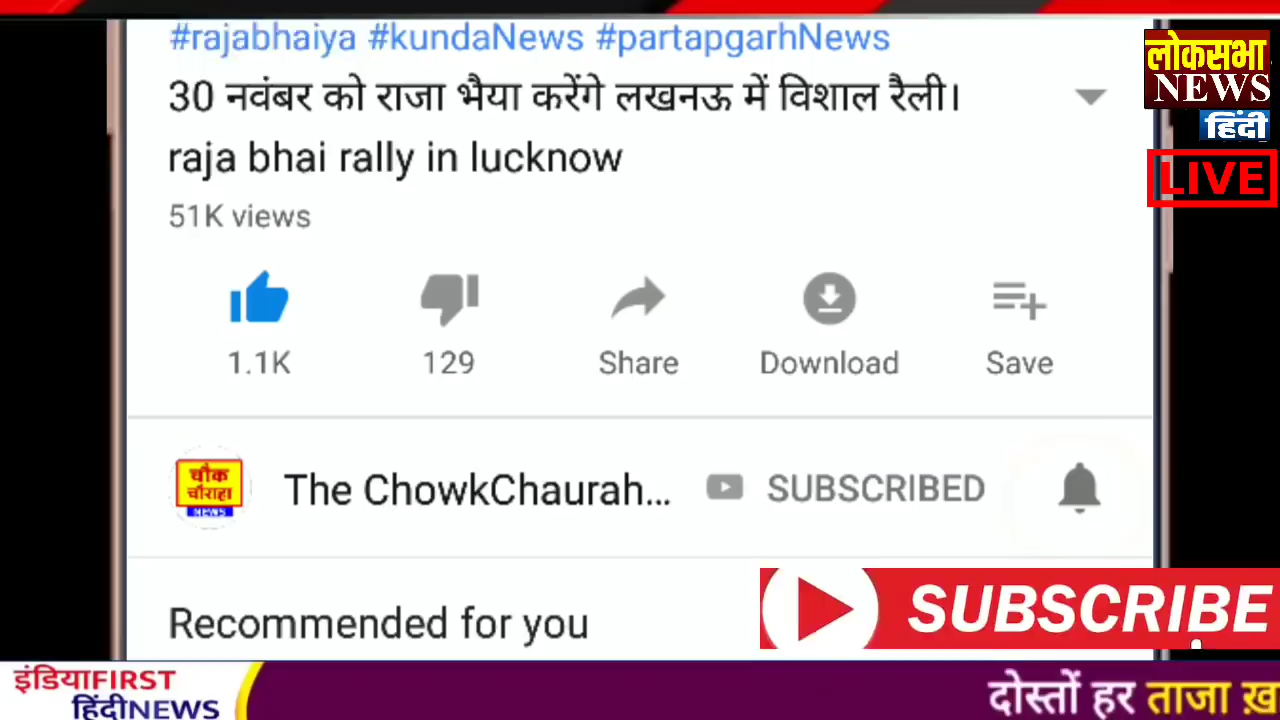 #rajabhaiya #kundaNews #partapgarhNews
30 नवंबर को राजा भैया करेंगे लखनऊ में विशाल रैली।
raja bhai rally in lucknow
51K views
1.1K 129 Share Download Save
चौक
चौराहा
NEWS
The ChowkChaurah... SUBSCRIBED
Recommended for you
लोकसभा
NEWS
हिंदी
LIVE
SUBSCRIBE
इंडियाFIRST
हिंदीNEWS
दोस्तों हर ताजा ख़